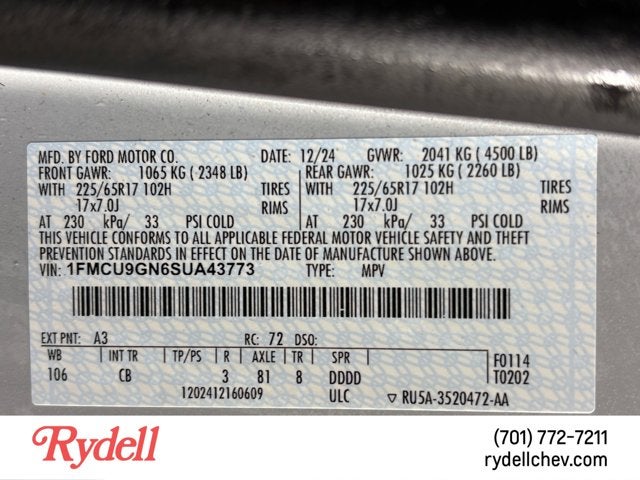 MFD. BY FORD MOTOR CO. DATE: 12/24 GVWR: 2041 KG ( 4500 LB)
FRONT GAWR: 1065 KG ( 2348 LB) REAR GAWR: 1025 KG ( 2260 LB)
WITH 225/65R17 102H TIRES WITH 225/65R17 102H TIRES
17x7.0J RIMS 17x7.0J RIMS
AT 230 kPa/ 33 PSI COLD AT 230 kPa/ 33 PSI COLD
THIS VEHICLE CONFORMS TO ALL APPLICABLE FEDERAL MOTOR VEHICLE SAFETY AND THEFT
PREVENTION STANDARDS IN EFFECT ON THE DATE OF MANUFACTURE SHOWN ABOVE.
VIN: 1FMCU9GN6SUA43773 TYPE: MPV
EXT PNT: A3 RC: 72 DSO:
WB INT TR TP/PS R AXLE TR SPR F0114
106 CB 3 81 8 DDDD T0202
1202412160609 ULC ▽ RU5A-3520472-AA
Rydell
(701) 772-7211
rydellchev.com